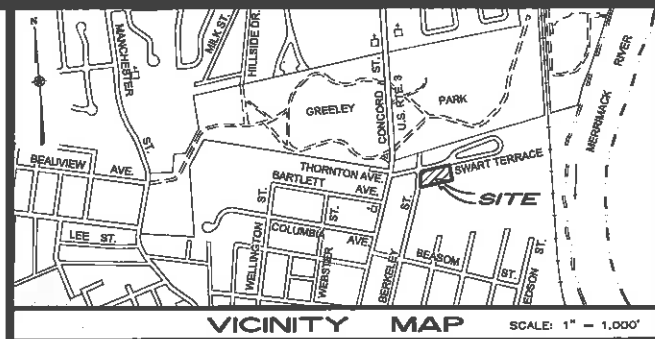 N
MANCHESTER ST.
MILK ST.
HILLSIDE DR.
CONCORD ST.
U.S. RTE. 3
GREELEY PARK
MERRIMACK RIVER
BEAUVIEW AVE.
THORNTON AVE.
SWART TERRACE
BARTLETT AVE.
SITE
LEE ST.
WELLINGTON ST.
COLUMBIA AVE.
WEBSTER ST.
BERKELEY ST.
BEASOM ST.
EDSON ST.
VICINITY MAP
SCALE: 1" = 1,000'